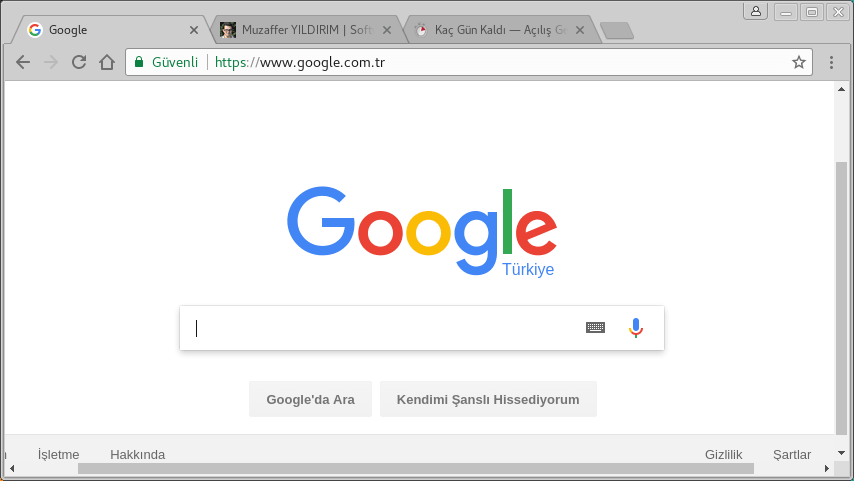 Google
Muzaffer YILDIRIM | Soft
Kaç Gün Kaldı — Açılış Ge
Güvenli
https://www.google.com.tr
Google
Türkiye
Google'da Ara
Kendimi Şanslı Hissediyorum
İşletme
Hakkında
Gizlilik
Şartlar